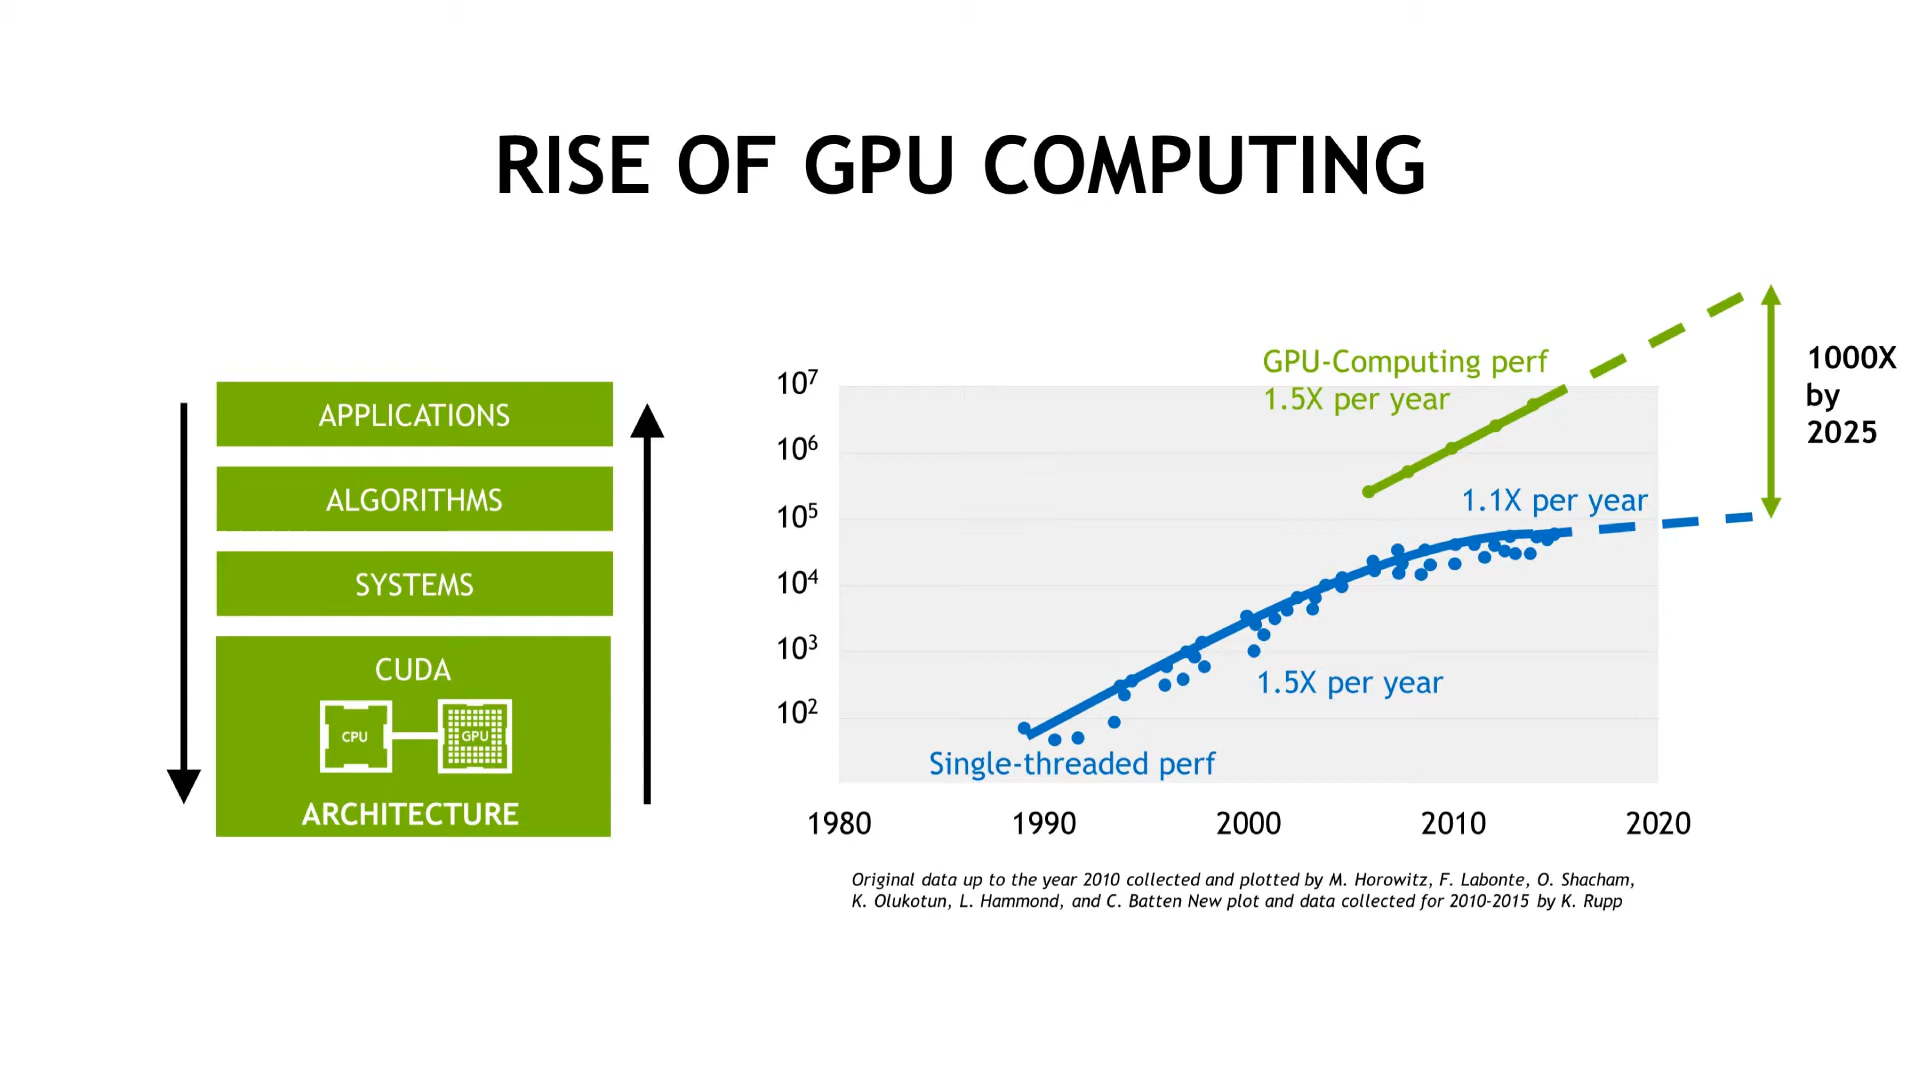 RISE OF GPU COMPUTING
APPLICATIONS
ALGORITHMS
SYSTEMS
CUDA
CPU
GPU
ARCHITECTURE
GPU-Computing perf
1.5X per year
1000X
by
2025
10⁷
10⁶
10⁵
10⁴
10³
10²
1.1X per year
1.5X per year
Single-threaded perf
1980 1990 2000 2010 2020
Original data up to the year 2010 collected and plotted by M. Horowitz, F. Labonte, O. Shacham,
K. Olukotun, L. Hammond, and C. Batten New plot and data collected for 2010-2015 by K. Rupp